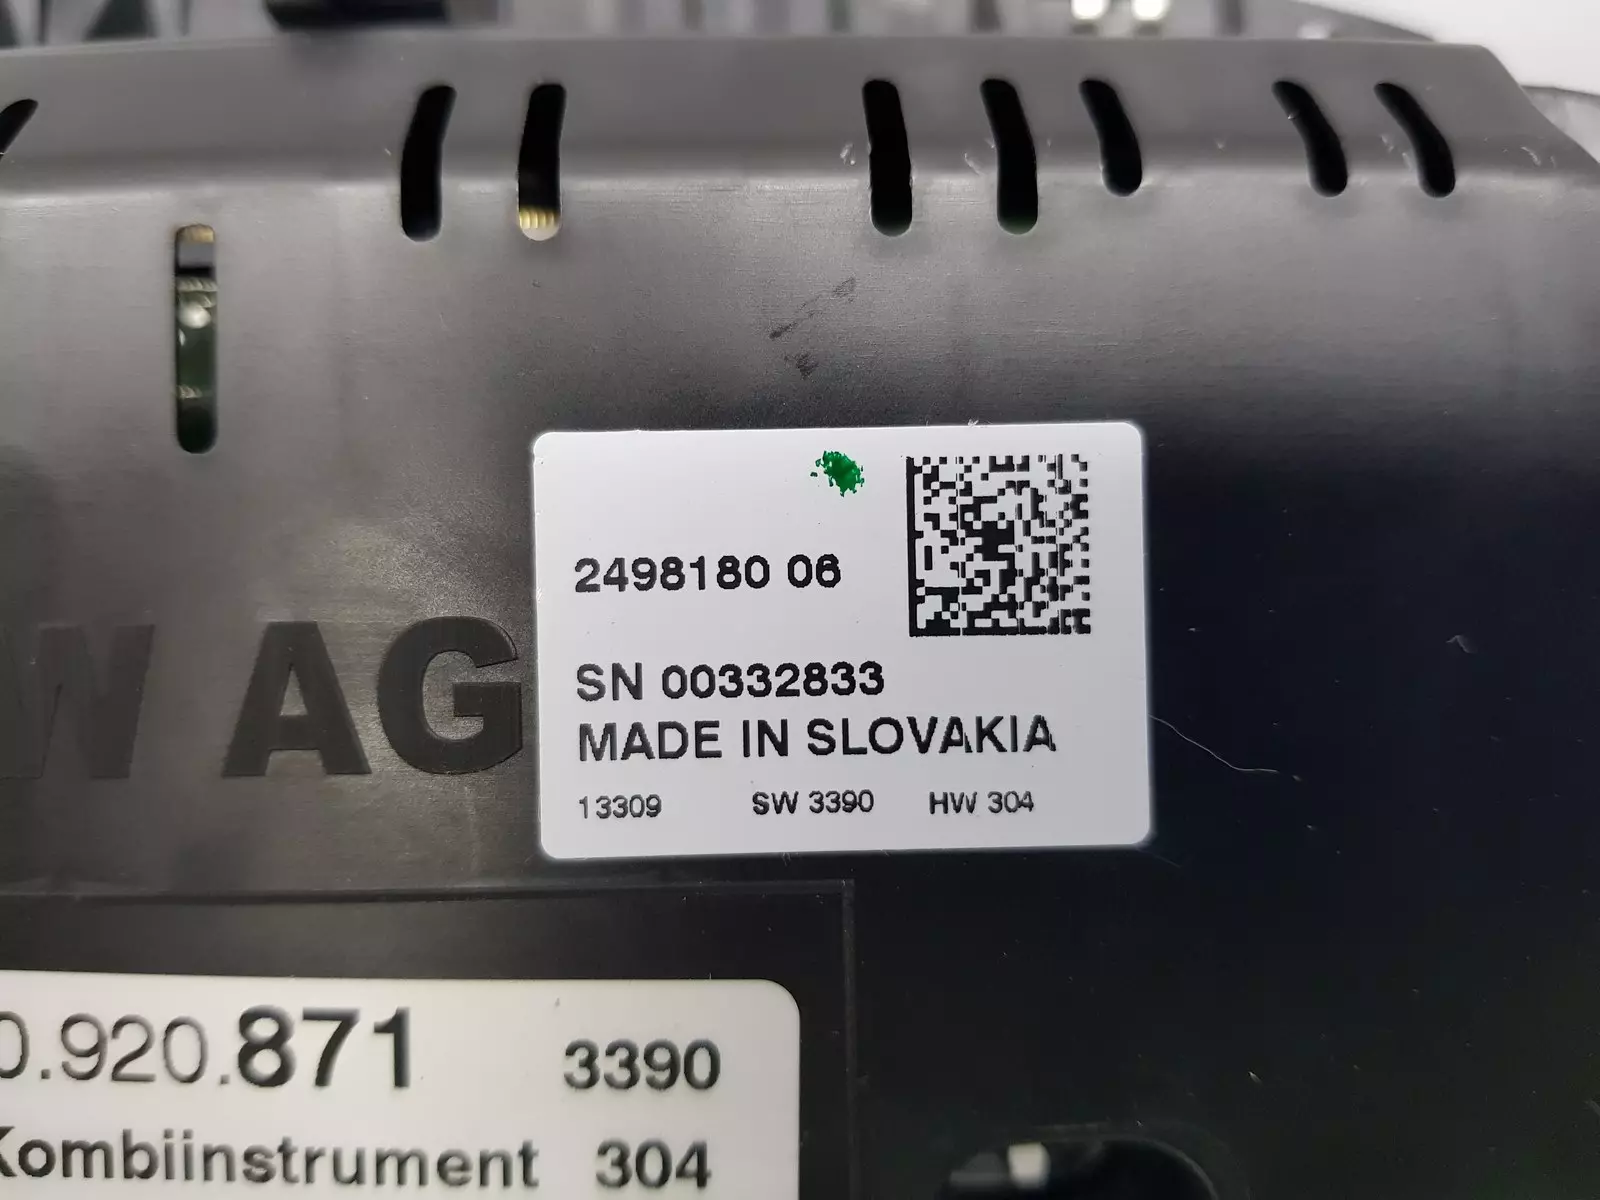 2498180 06
W AG
SN 00332833
MADE IN SLOVAKIA
13309 SW 3390 HW 304
0.920.871 3390
Kombiinstrument 304